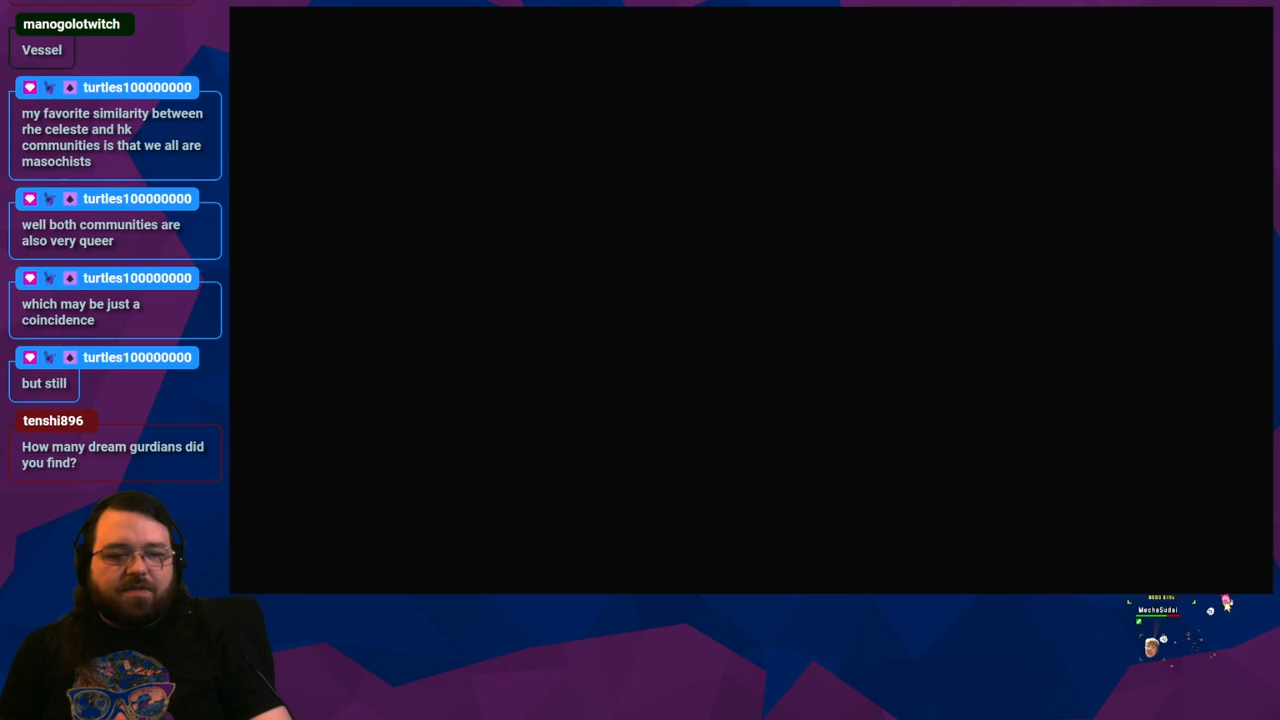 manogolotwitch
Vessel
turtles100000000
my favorite similarity between
rhe celeste and hk
communities is that we all are
masochists
turtles100000000
well both communities are
also very queer
turtles100000000
which may be just a
coincidence
turtles100000000
but still
tenshi896
How many dream gurdians did
you find?
MechaSudai